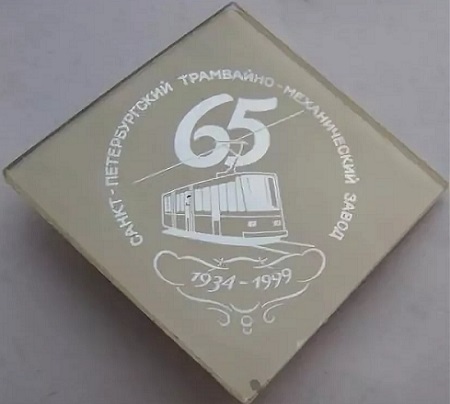 САНКТ-ПЕТЕРБУРГСКИЙ ТРАМВАЙНО-МЕХАНИЧЕСКИЙ ЗАВОД
65
1934-1999